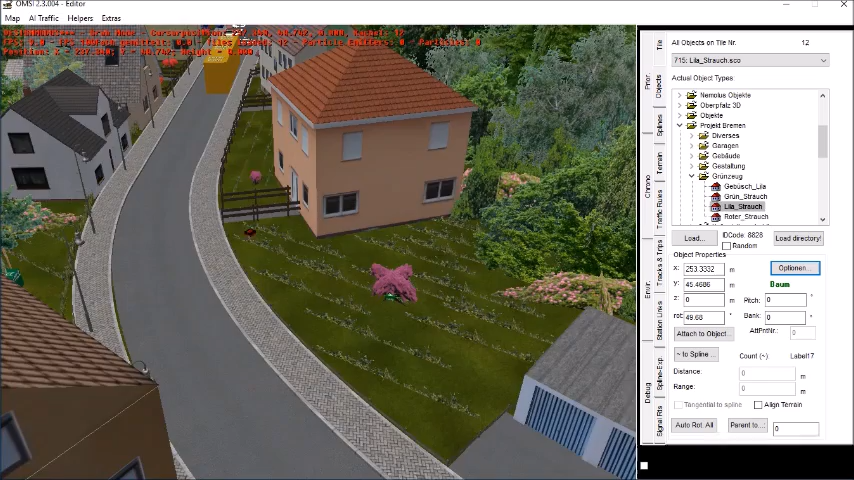 OMSI 2.3.004 - Editor
Map AI Traffic Helpers Extras
All Objects on Tile Nr. 12
715: Lila_Strauch.sco
Actual Object Types
Nemolus Objekte
Oberpfalz 3D
Objekte
Projekt Bremen
Diverses
Garagen
Gebäude
Gestaltung
Grünzeug
Gebüsch_Lila
Grün_Strauch
Lila_Strauch
Roter_Strauch
Load...
IDCode: 8828
Random
Load directory!
Object Properties
x: 253.3332 m
Optionen...
y: 45.4686 m
Baum
z: 0 m
Pitch: 0 °
rot: 49.68 °
Bank: 0 °
Attach to Object...
AttPntNr.: 0
~ to Spline ...
Count (~)
Label17
Distance: 0 m
Range: 0 m
Tangential to spline
Align Terrain
Auto Rot. All
Parent to...:
0
Tile
Objects
Splines
Terrain
Traffic Rules
Tracks & Trips
Station Links
Spline-Exp.
Signal Rts
Prior.
Chrono
Envir.
Debug